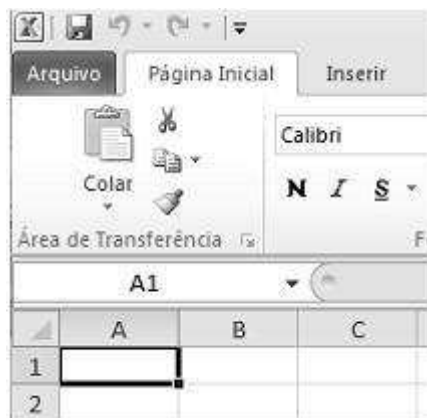 Arquivo Página Inicial Inserir
Calibri
Colar
N I S
Área de Transferência F
A1
A B C
1
2